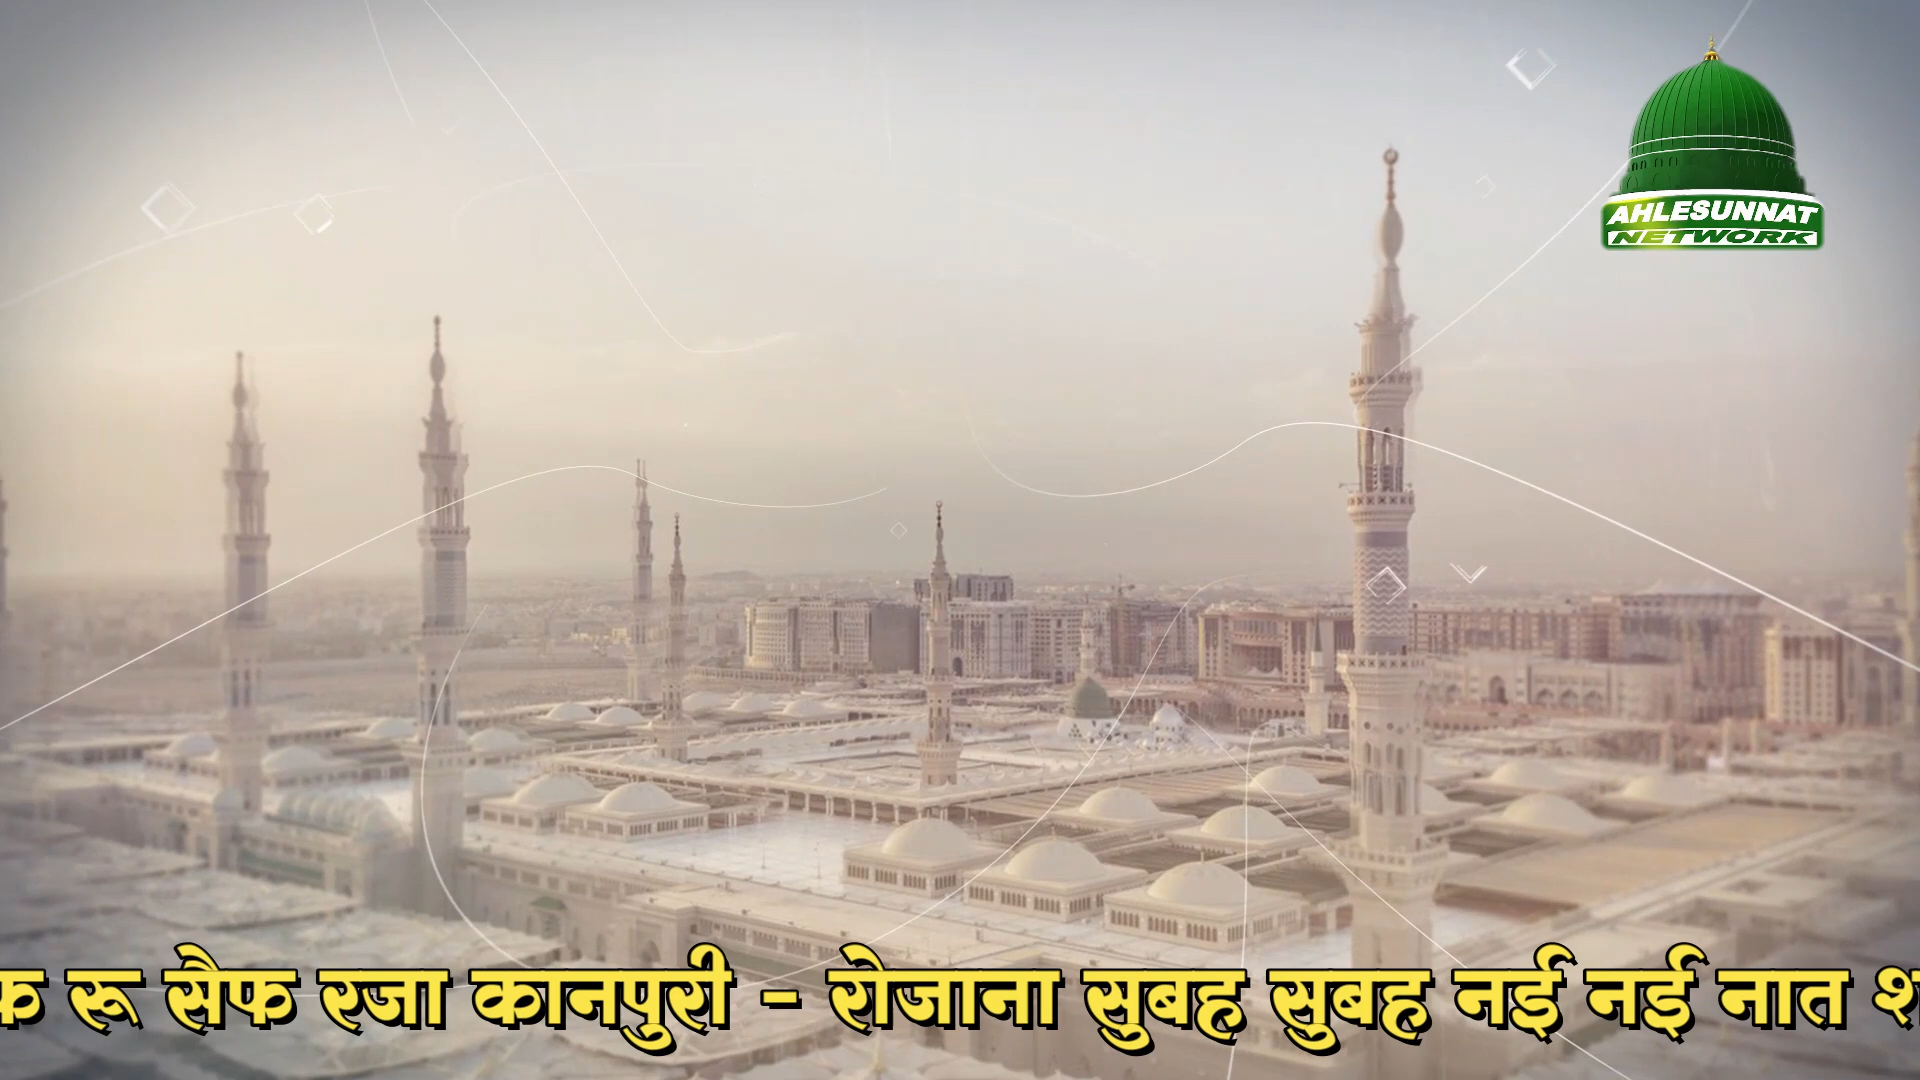 AHLESUNNAT
NETWORK
रू सैफ रजा कानपुरी - रोजाना सुबह सुबह नई नई नात